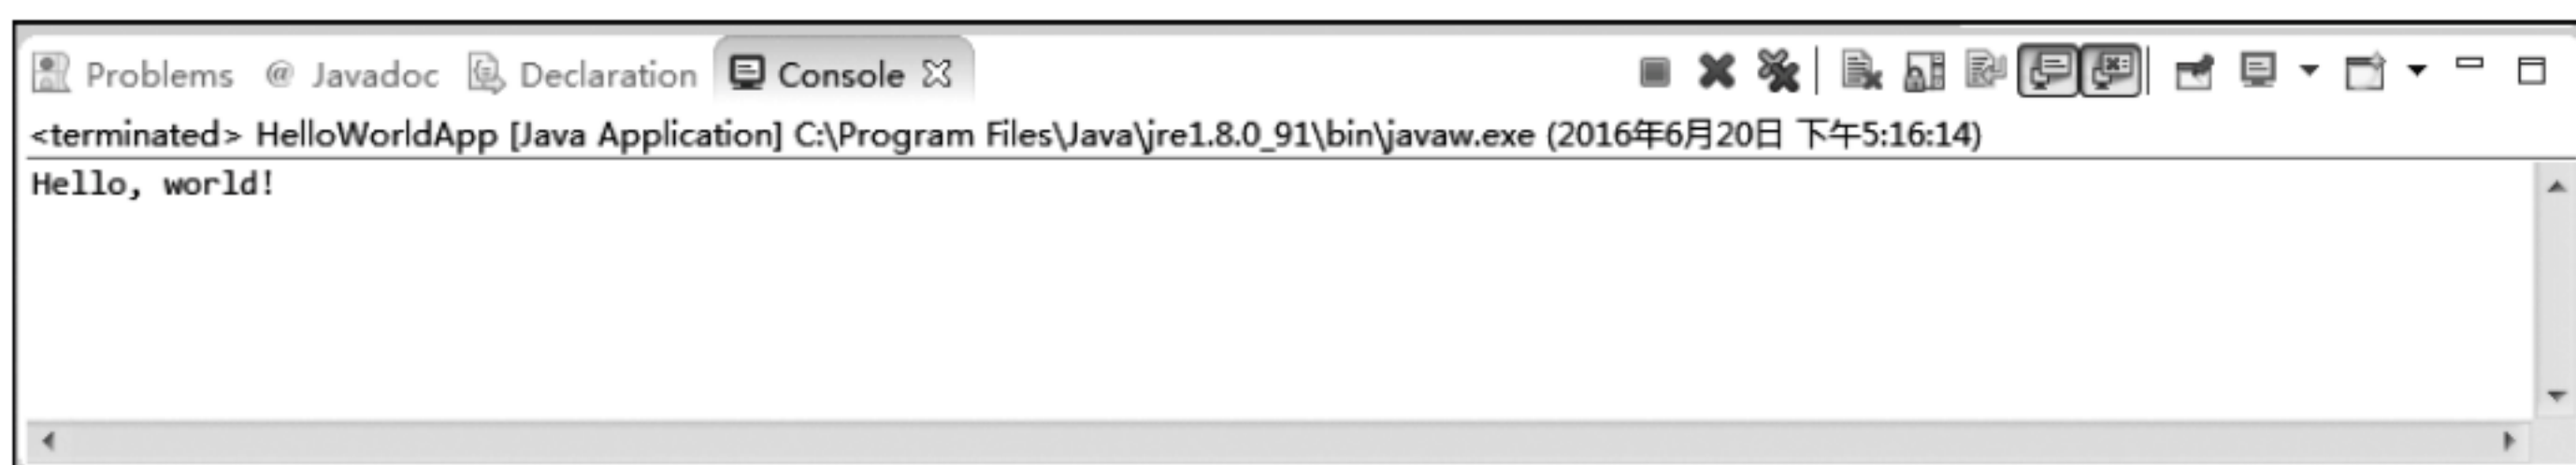 Problems @ Javadoc Declaration Console
<terminated> HelloWorldApp [Java Application] C:\Program Files\Java\jre1.8.0_91\bin\javaw.exe (2016年6月20日 下午5:16:14)
Hello, world!